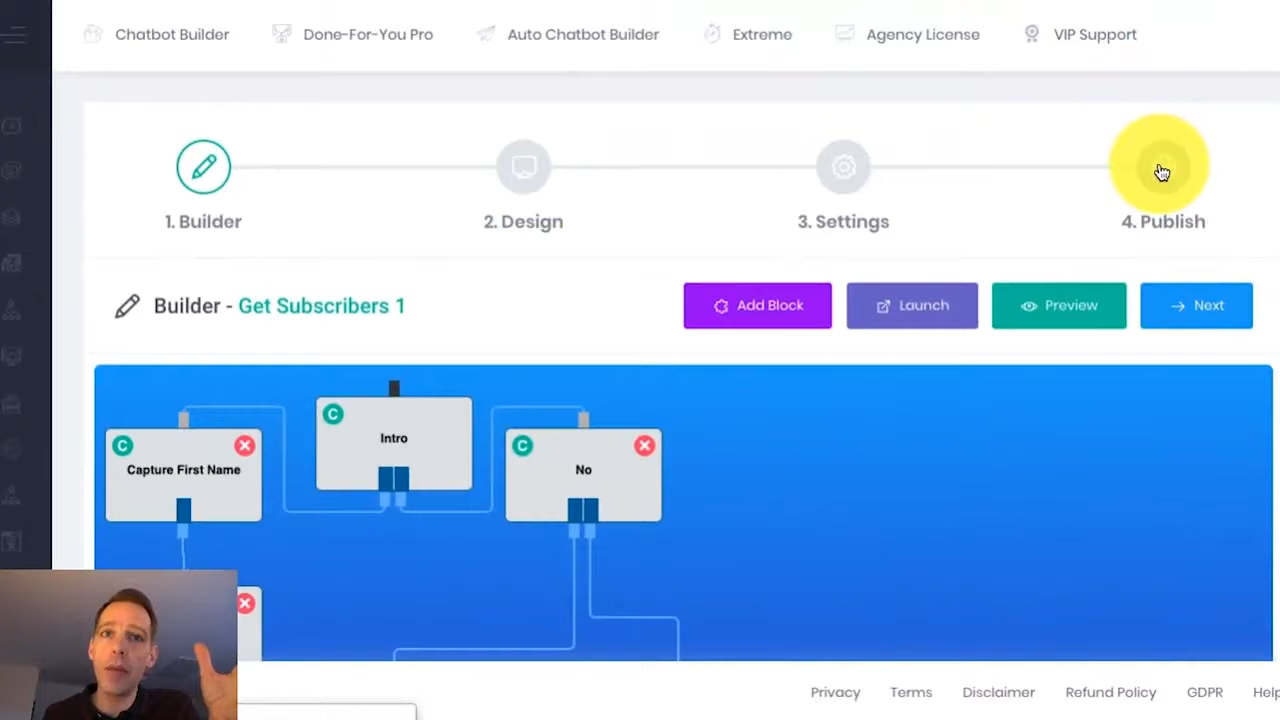 Chatbot Builder Done-For-You Pro Auto Chatbot Builder Extreme Agency License VIP Support
1. Builder 2. Design 3. Settings 4. Publish
Builder - Get Subscribers 1 Add Block Launch Preview Next
C Intro
C Capture First Name
C No
Privacy Terms Disclaimer Refund Policy GDPR Help